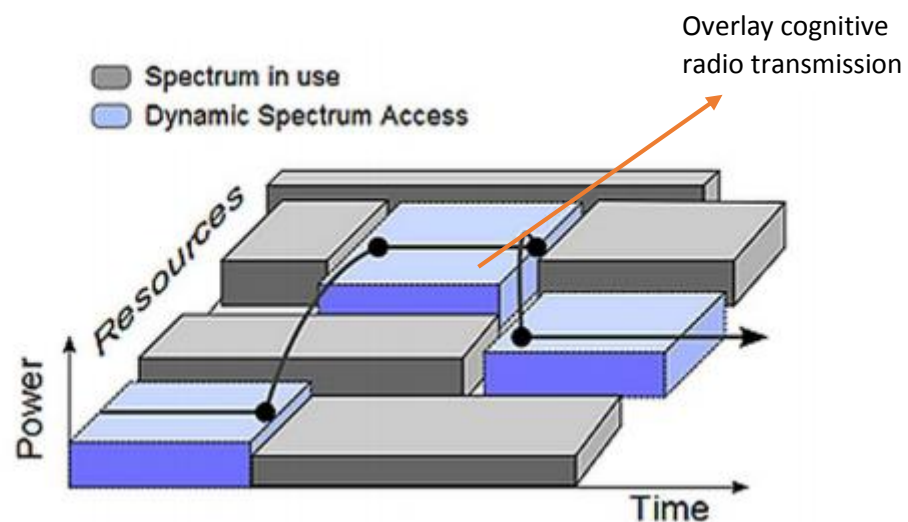 Overlay cognitive
radio transmission
Spectrum in use
Dynamic Spectrum Access
Resources
Power
Time